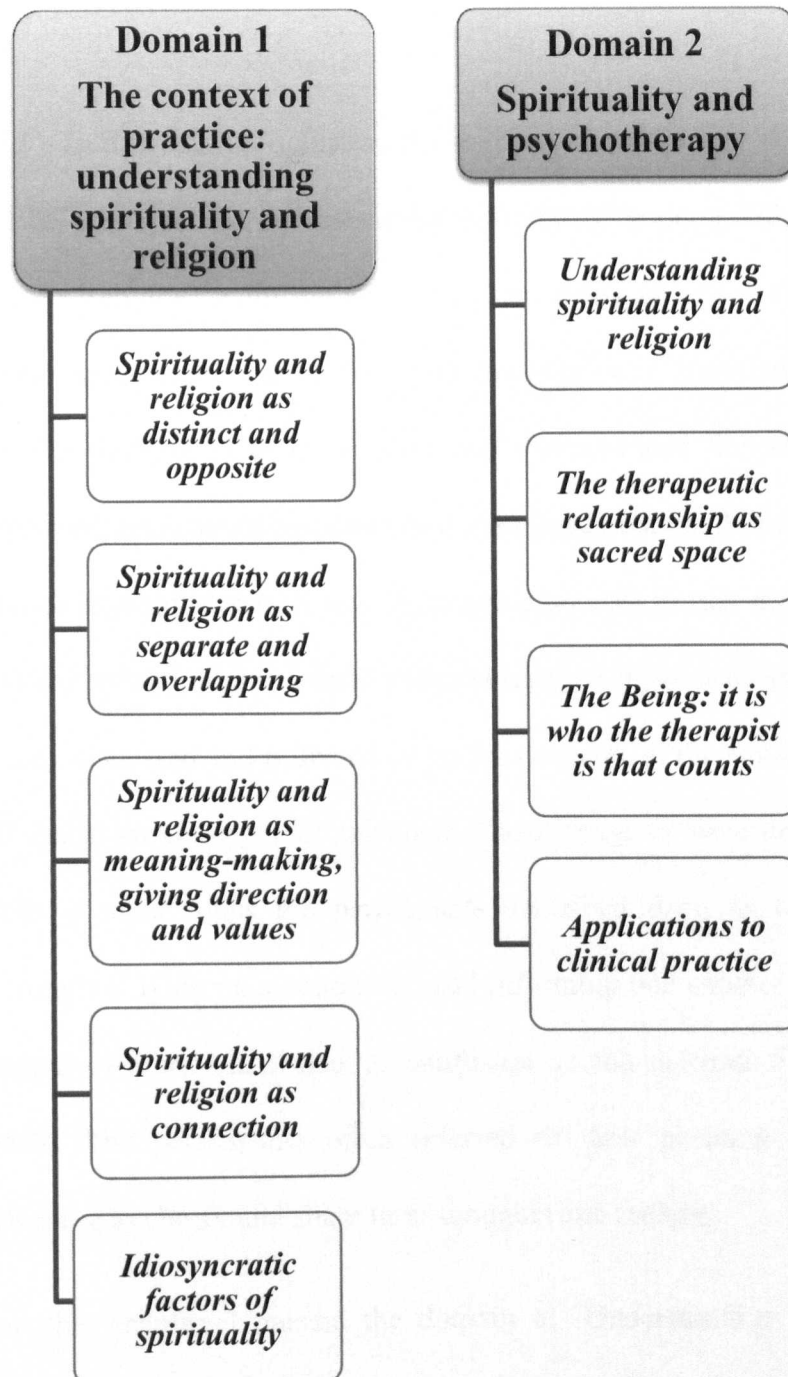 Domain 1
The context of
practice:
understanding
spirituality and
religion
Spirituality and
religion as
distinct and
opposite
Spirituality and
religion as
separate and
overlapping
Spirituality and
religion as
meaning-making,
giving direction
and values
Spirituality and
religion as
connection
Idiosyncratic
factors of
spirituality
Domain 2
Spirituality and
psychotherapy
Understanding
spirituality and
religion
The therapeutic
relationship as
sacred space
The Being: it is
who the therapist
is that counts
Applications to
clinical practice